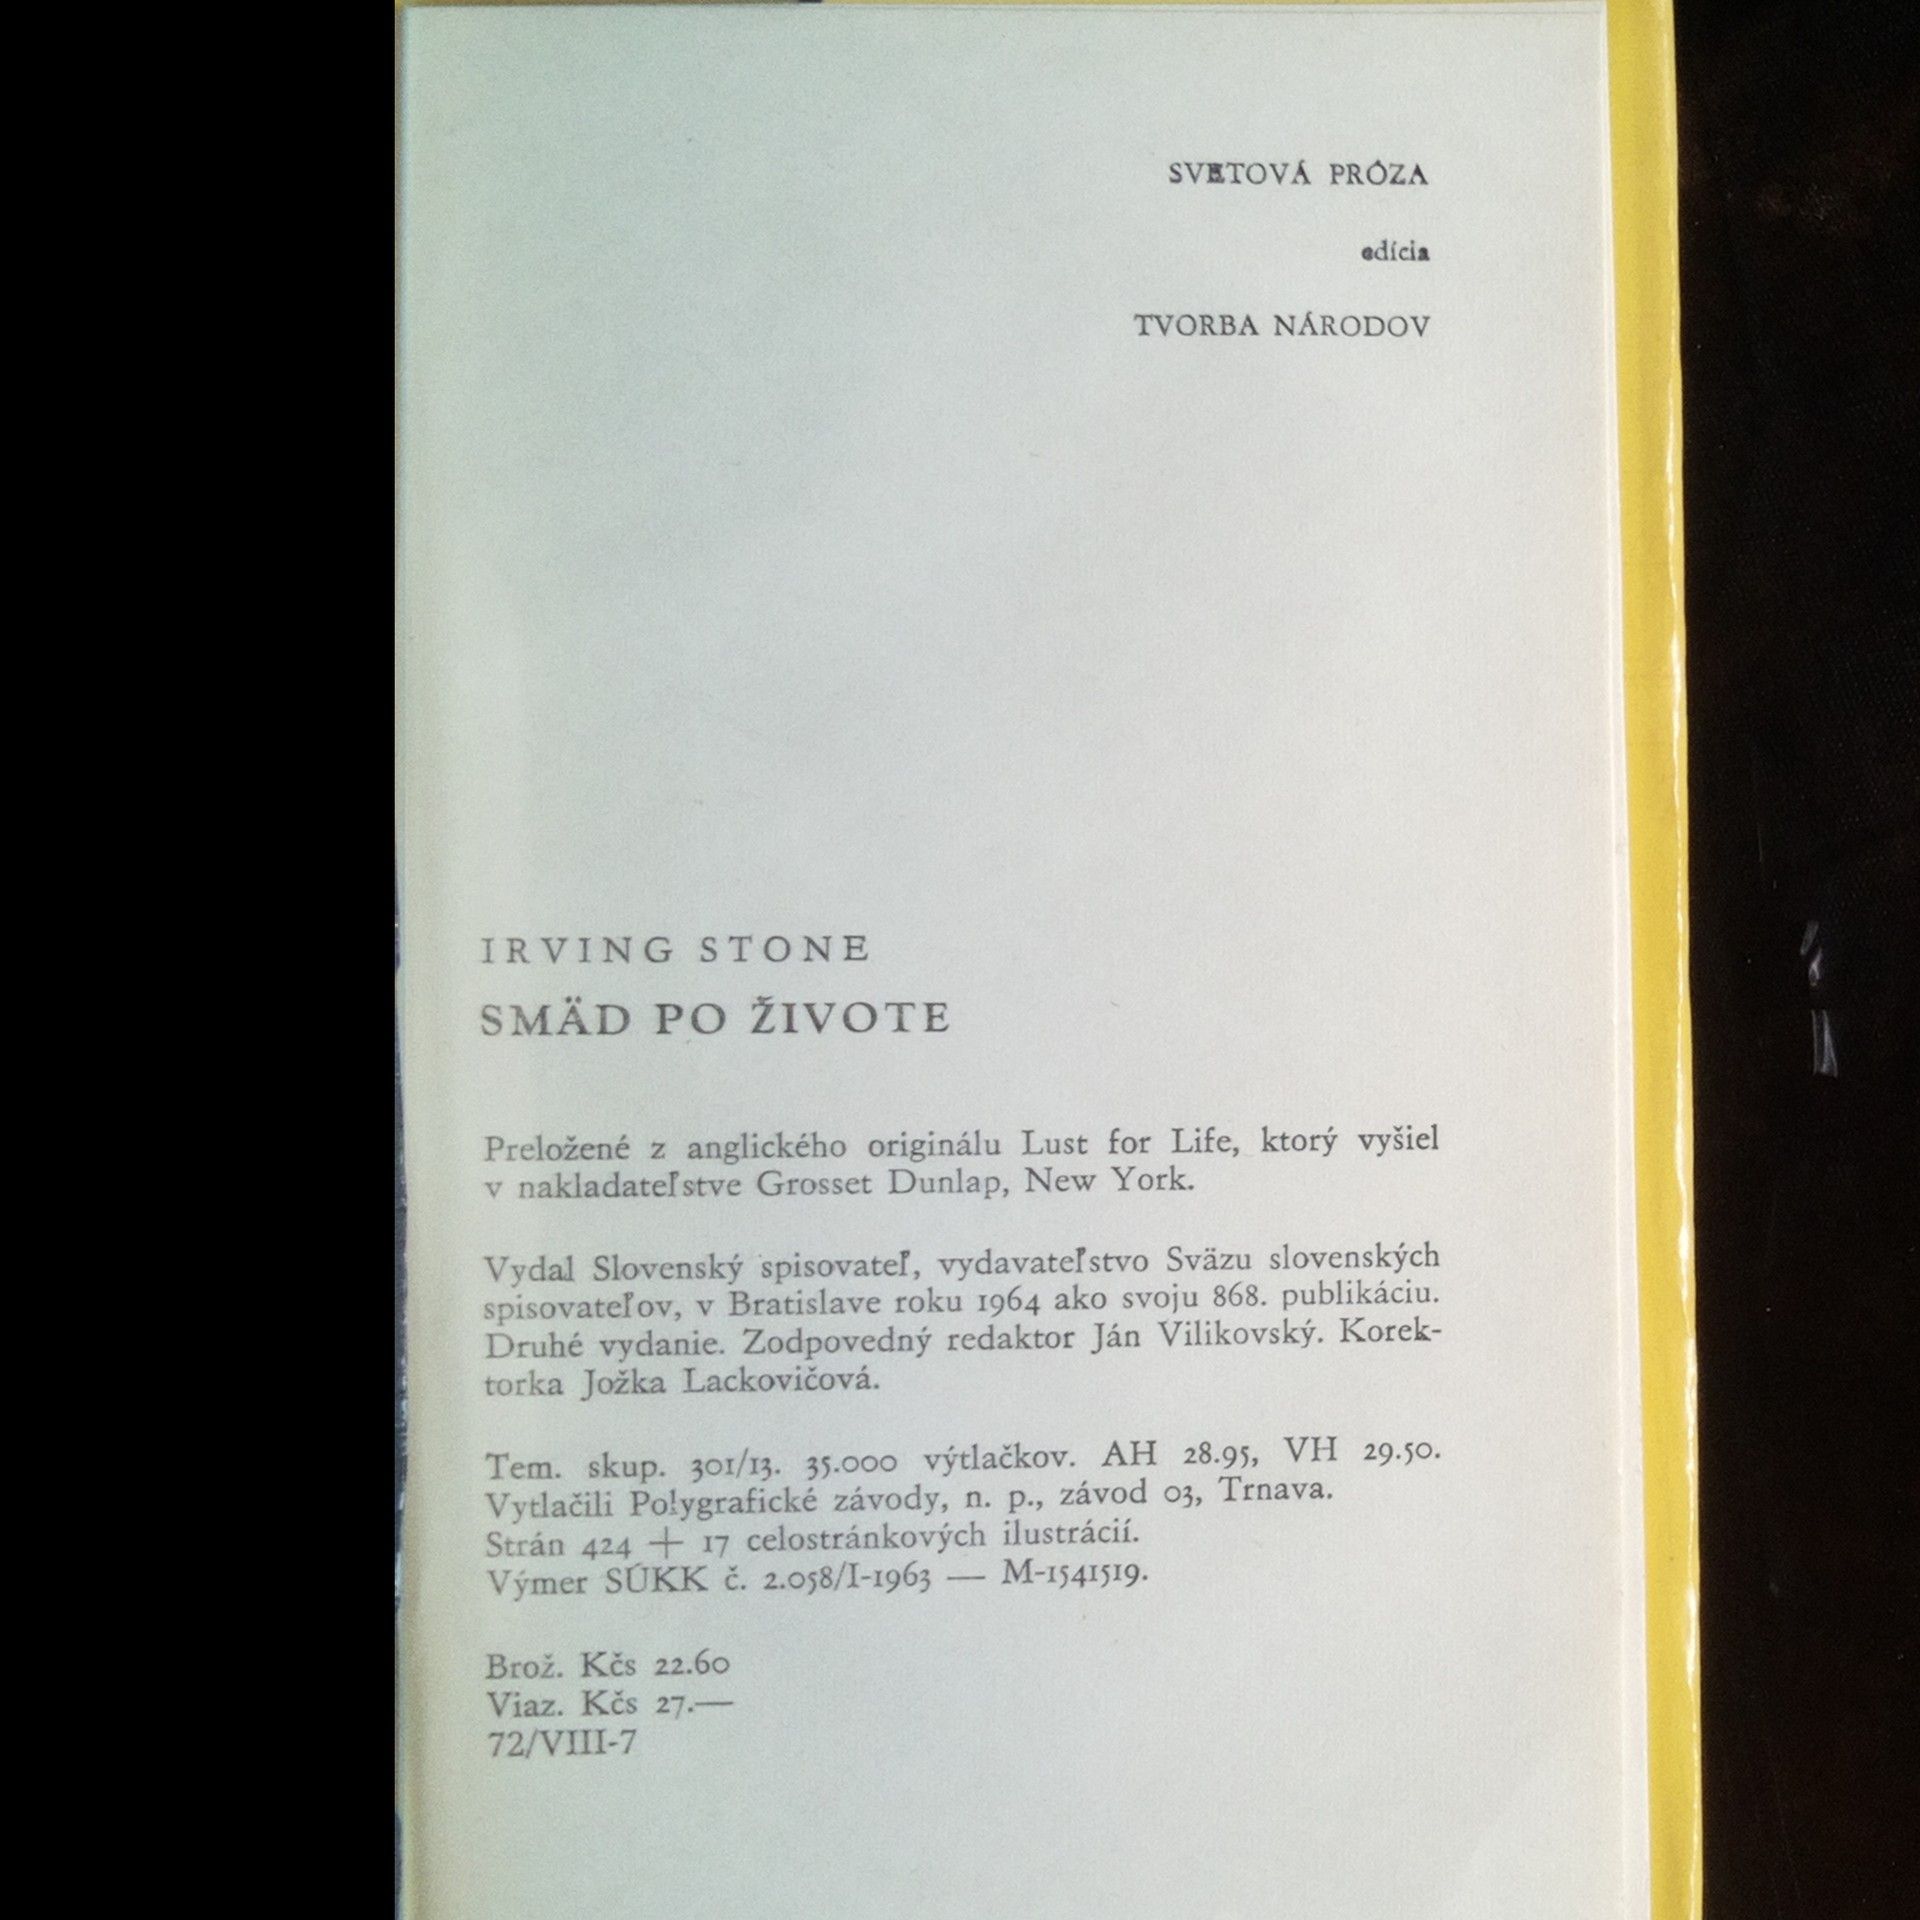 SVETOVÁ PRÓZA
edícia
TVORBA NÁRODOV
IRVING STONE
SMÄD PO ŽIVOTE
Preložené z anglického originálu Lust for Life, ktorý vyšiel
v nakladateľstve Grosset Dunlap, New York.
Vydal Slovenský spisovateľ, vydavateľstvo Sväzu slovenských
spisovateľov, v Bratislave roku 1964 ako svoju 868. publikáciu.
Druhé vydanie. Zodpovedný redaktor Ján Vilikovský. Korek-
torka Jožka Lackovičová.
Tem. skup. 301/13. 35.000 výtlačkov. AH 28.95, VH 29.50.
Vytlačili Polygrafické závody, n. p., závod 03, Trnava.
Strán 424 + 17 celostránkových ilustrácií.
Výmer SÚKK č. 2.058/I-1963 — M-1541519.
Brož. Kčs 22.60
Viaz. Kčs 27.—
72/VIII-7